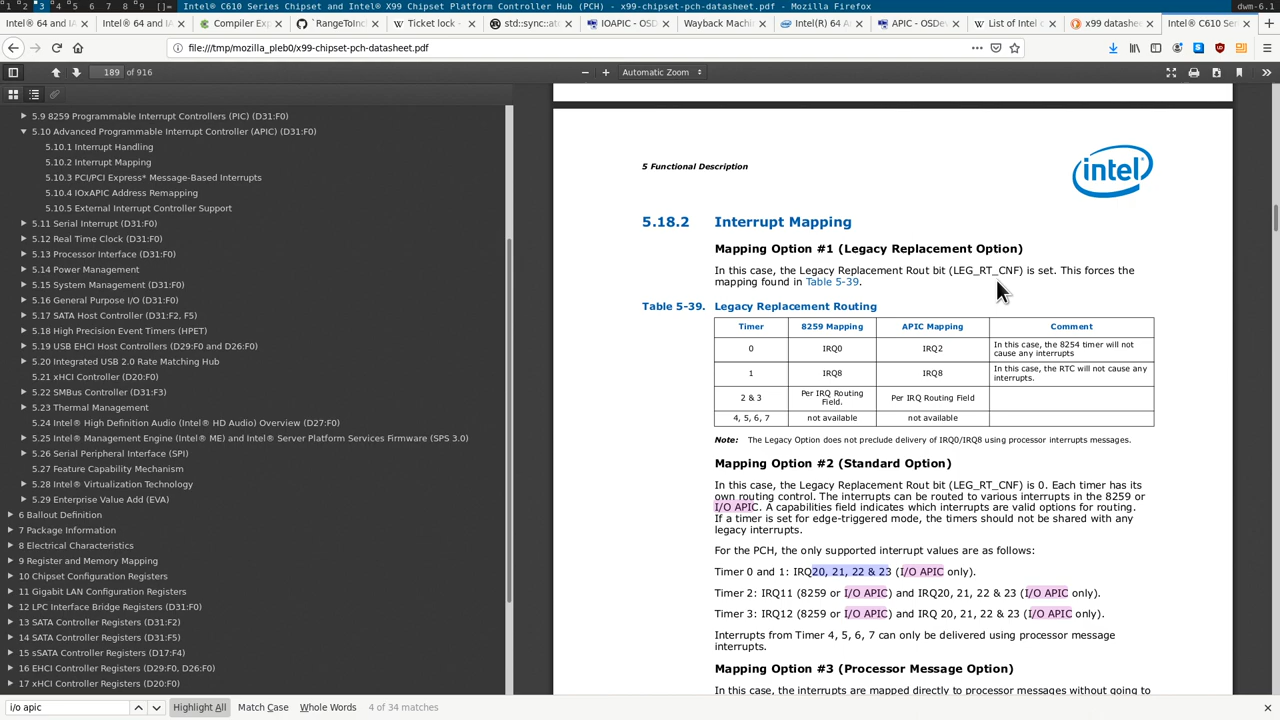 1 2 3 4 5 6 7 8 9 []= Intel® C610 Series Chipset and Intel® X99 Chipset Platform Controller Hub (PCH) - Mozilla Firefox dwm-6.1
Intel® 64 and IA
Intel® 64 and IA
Compiler Exp
`RangeToIncl
Ticket lock -
std::sync::ato
IOAPIC - OSD
Wayback Mach
Intel(R) 64 A
APIC - OSDev
List of Intel c
x99 datashee
Intel® C610 Ser
file:///tmp/mozilla_pleb0/x99-chipset-pch-datasheet.pdf
189 of 916
Automatic Zoom
5.9 8259 Programmable Interrupt Controllers (PIC) (D31:F0)
5.10 Advanced Programmable Interrupt Controller (APIC) (D31:F0)
5.10.1 Interrupt Handling
5.10.2 Interrupt Mapping
5.10.3 PCI/PCI Express* Message-Based Interrupts
5.10.4 IOxAPIC Address Remapping
5.10.5 External Interrupt Controller Support
5.11 Serial Interrupt (D31:F0)
5.12 Real Time Clock (D31:F0)
5.13 Processor Interface (D31:F0)
5.14 Power Management
5.15 System Management (D31:F0)
5.16 General Purpose I/O (D31:F0)
5.17 SATA Host Controller (D31:F2, F5)
5.18 High Precision Event Timers (HPET)
5.19 USB EHCI Host Controllers (D29:F0 and D26:F0)
5.20 Integrated USB 2.0 Rate Matching Hub
5.21 xHCI Controller (D20:F0)
5.22 SMBus Controller (D31:F3)
5.23 Thermal Management
5.24 Intel® High Definition Audio (Intel® HD Audio) Overview (D27:F0)
5.25 Intel® Management Engine (Intel® ME) and Intel® Server Platform Services Firmware (SPS 3.0)
5.26 Serial Peripheral Interface (SPI)
5.27 Feature Capability Mechanism
5.28 Intel® Virtualization Technology
5.29 Enterprise Value Add (EVA)
6 Ballout Definition
7 Package Information
8 Electrical Characteristics
9 Register and Memory Mapping
10 Chipset Configuration Registers
11 Gigabit LAN Configuration Registers
12 LPC Interface Bridge Registers (D31:F0)
13 SATA Controller Registers (D31:F2)
14 SATA Controller Registers (D31:F5)
15 sSATA Controller Registers (D17:F4)
16 EHCI Controller Registers (D29:F0, D26:F0)
17 xHCI Controller Registers (D20:F0)
5 Functional Description
intel®
5.18.2 Interrupt Mapping
Mapping Option #1 (Legacy Replacement Option)
In this case, the Legacy Replacement Rout bit (LEG_RT_CNF) is set. This forces the
mapping found in Table 5-39.
Table 5-39. Legacy Replacement Routing
Timer 8259 Mapping APIC Mapping Comment
0 IRQ0 IRQ2 In this case, the 8254 timer will not
cause any interrupts
1 IRQ8 IRQ8 In this case, the RTC will not cause any
interrupts.
2 & 3 Per IRQ Routing Per IRQ Routing Field
Field.
4, 5, 6, 7 not available not available
Note: The Legacy Option does not preclude delivery of IRQ0/IRQ8 using processor interrupts messages.
Mapping Option #2 (Standard Option)
In this case, the Legacy Replacement Rout bit (LEG_RT_CNF) is 0. Each timer has its
own routing control. The interrupts can be routed to various interrupts in the 8259 or
I/O APIC. A capabilities field indicates which interrupts are valid options for routing.
If a timer is set for edge-triggered mode, the timers should not be shared with any
legacy interrupts.
For the PCH, the only supported interrupt values are as follows:
Timer 0 and 1: IRQ20, 21, 22 & 23 (I/O APIC only).
Timer 2: IRQ11 (8259 or I/O APIC) and IRQ20, 21, 22 & 23 (I/O APIC only).
Timer 3: IRQ12 (8259 or I/O APIC) and IRQ 20, 21, 22 & 23 (I/O APIC only).
Interrupts from Timer 4, 5, 6, 7 can only be delivered using processor message
interrupts.
Mapping Option #3 (Processor Message Option)
In this case, the interrupts are mapped directly to processor messages without going to
i/o apic
Highlight All Match Case Whole Words 4 of 34 matches